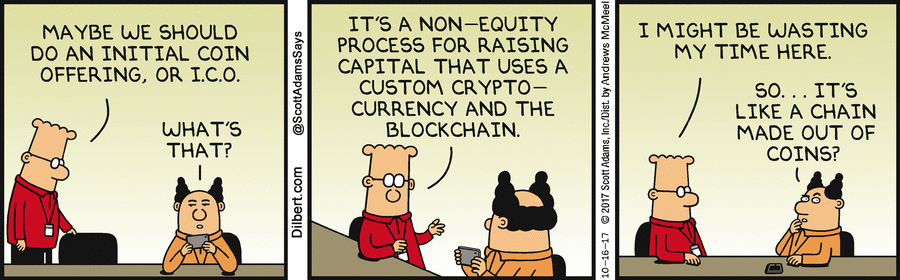 MAYBE WE SHOULD
DO AN INITIAL COIN
OFFERING, OR I.C.O.
WHAT'S
THAT?
Dilbert.com @ScottAdamsSays
IT'S A NON-EQUITY
PROCESS FOR RAISING
CAPITAL THAT USES A
CUSTOM CRYPTO-
CURRENCY AND THE
BLOCKCHAIN.
10-16-17 © 2017 Scott Adams, Inc./Dist. by Andrews McMeel
I MIGHT BE WASTING
MY TIME HERE.
SO... IT'S
LIKE A CHAIN
MADE OUT OF
COINS?